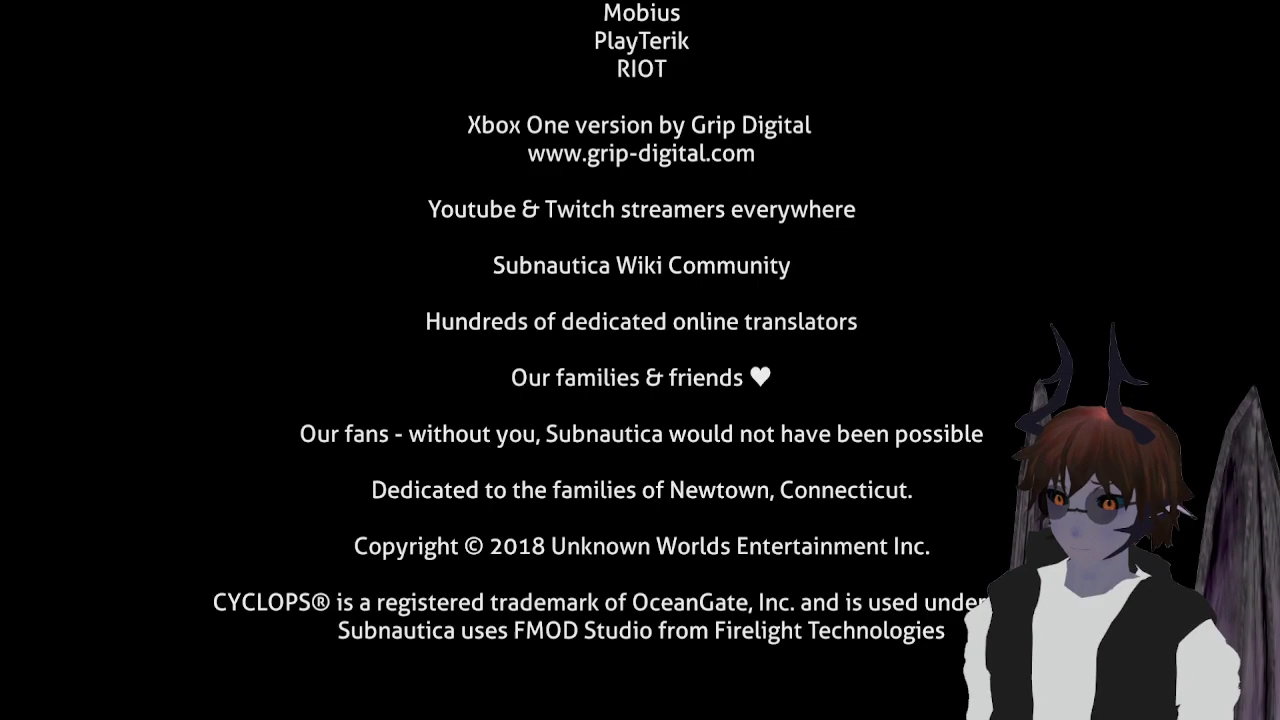 Mobius
PlayTerik
RIOT
Xbox One version by Grip Digital
www.grip-digital.com
Youtube & Twitch streamers everywhere
Subnautica Wiki Community
Hundreds of dedicated online translators
Our families & friends ♥
Our fans - without you, Subnautica would not have been possible
Dedicated to the families of Newtown, Connecticut.
Copyright © 2018 Unknown Worlds Entertainment Inc.
CYCLOPS® is a registered trademark of OceanGate, Inc. and is used under
Subnautica uses FMOD Studio from Firelight Technologies